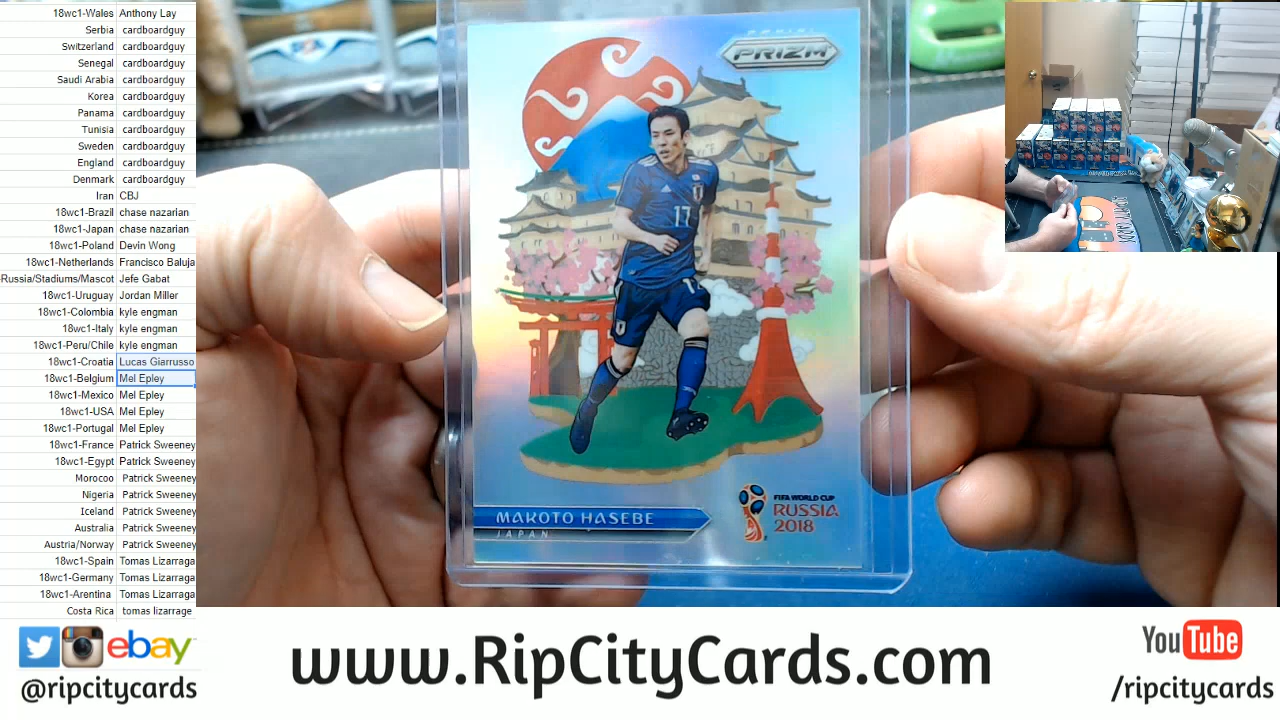 18wc1-Wales Anthony Lay
Serbia cardboardguy
Switzerland cardboardguy
Senegal cardboardguy
Saudi Arabia cardboardguy
Korea cardboardguy
Panama cardboardguy
Tunisia cardboardguy
Sweden cardboardguy
England cardboardguy
Denmark cardboardguy
Iran CBJ
18wc1-Brazil chase nazarian
18wc1-Japan chase nazarian
18wc1-Poland Devin Wong
18wc1-Netherlands Francisco Baluja
-Russia/Stadiums/Mascot Jefe Gabat
18wc1-Uruguay Jordan Miller
18wc1-Colombia kyle engman
18wc1-Italy kyle engman
18wc1-Peru/Chile kyle engman
18wc1-Croatia Lucas Giarrusso
18wc1-Belgium Mel Epley
18wc1-Mexico Mel Epley
18wc1-USA Mel Epley
18wc1-Portugal Mel Epley
18wc1-France Patrick Sweeney
18wc1-Egypt Patrick Sweeney
Morocoo Patrick Sweeney
Nigeria Patrick Sweeney
Iceland Patrick Sweeney
Australia Patrick Sweeney
Austria/Norway Patrick Sweeney
18wc1-Spain Tomas Lizarraga
18wc1-Germany Tomas Lizarraga
18wc1-Arentina Tomas Lizarraga
Costa Rica tomas lizarrage
PANINI
PRIZM
17
17
MAKOTO HASEBE
JAPAN
FIFA WORLD CUP
RUSSIA
2018
ebay
@ripcitycards
www.RipCityCards.com
YouTube
/ripcitycards